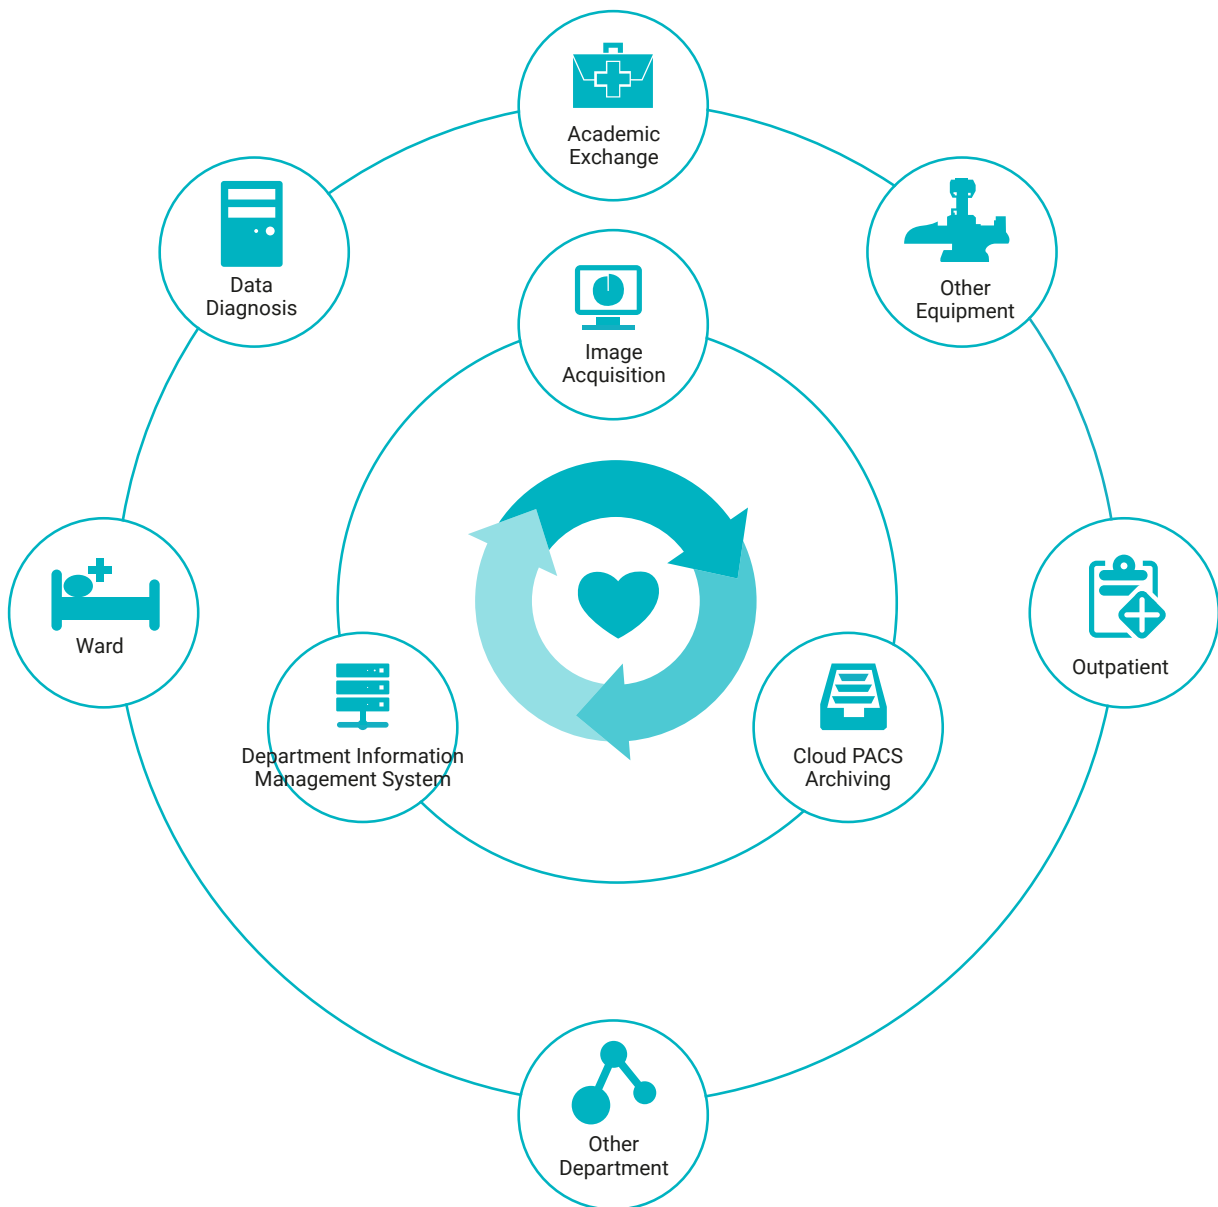 Academic
Exchange
Data
Diagnosis
Other
Equipment
Image
Acquisition
Ward
Outpatient
Department Information
Management System
Cloud PACS
Archiving
Other
Department